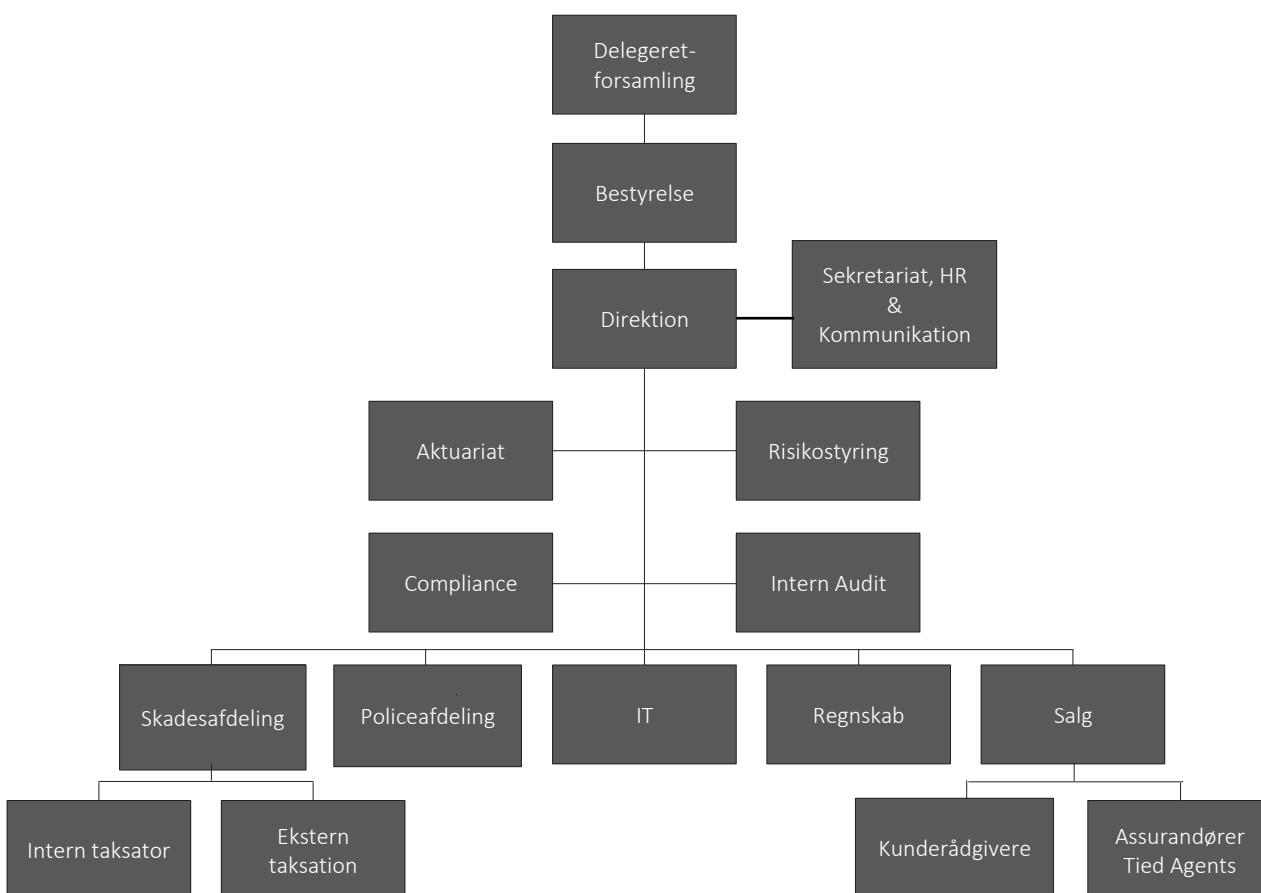 Delegeret-
forsamling
Bestyrelse
Direktion
Sekretariat, HR
&
Kommunikation
Aktuariat
Risikostyring
Compliance
Intern Audit
Skadesafdeling
Policeafdeling
IT
Regnskab
Salg
Intern taksator
Ekstern
taksation
Kunderådgivere
Assurandører
Tied Agents